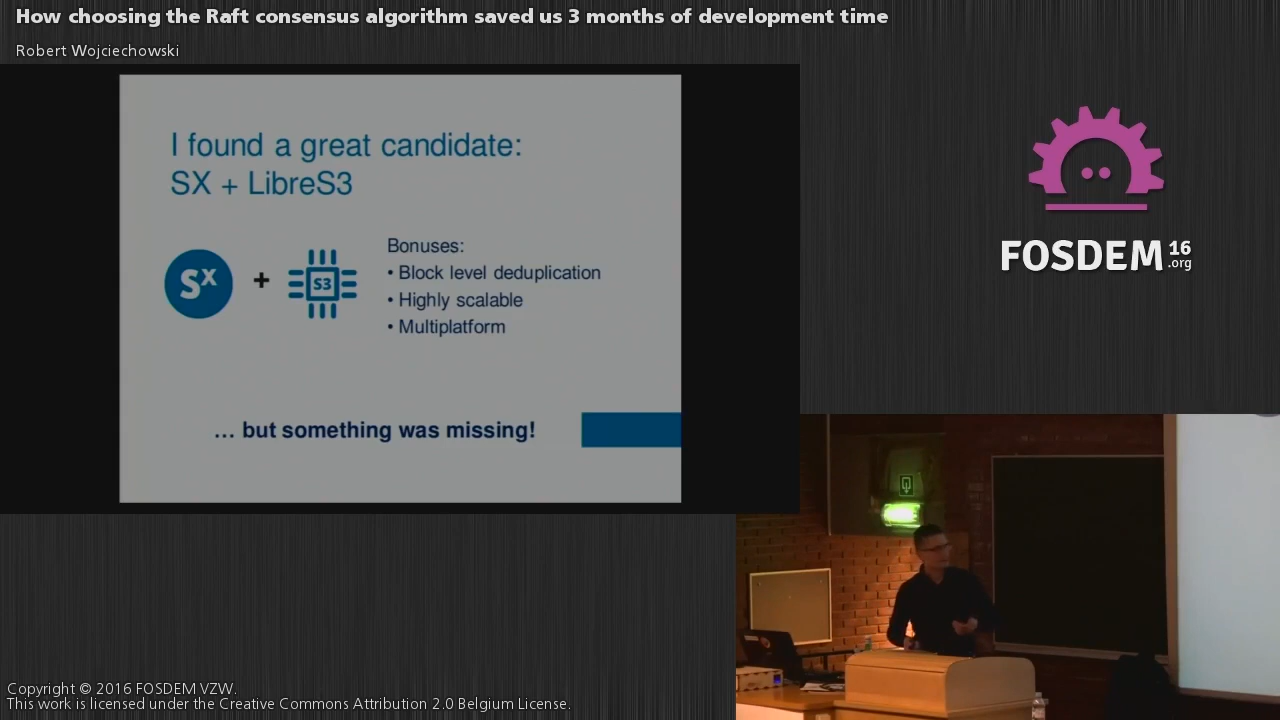 How choosing the Raft consensus algorithm saved us 3 months of development time
Robert Wojciechowski
I found a great candidate:
SX + LibreS3
Sx
+
S3
Bonuses:
• Block level deduplication
• Highly scalable
• Multiplatform
... but something was missing!
FOSDEM 16
.org
Copyright © 2016 FOSDEM VZW.
This work is licensed under the Creative Commons Attribution 2.0 Belgium License.